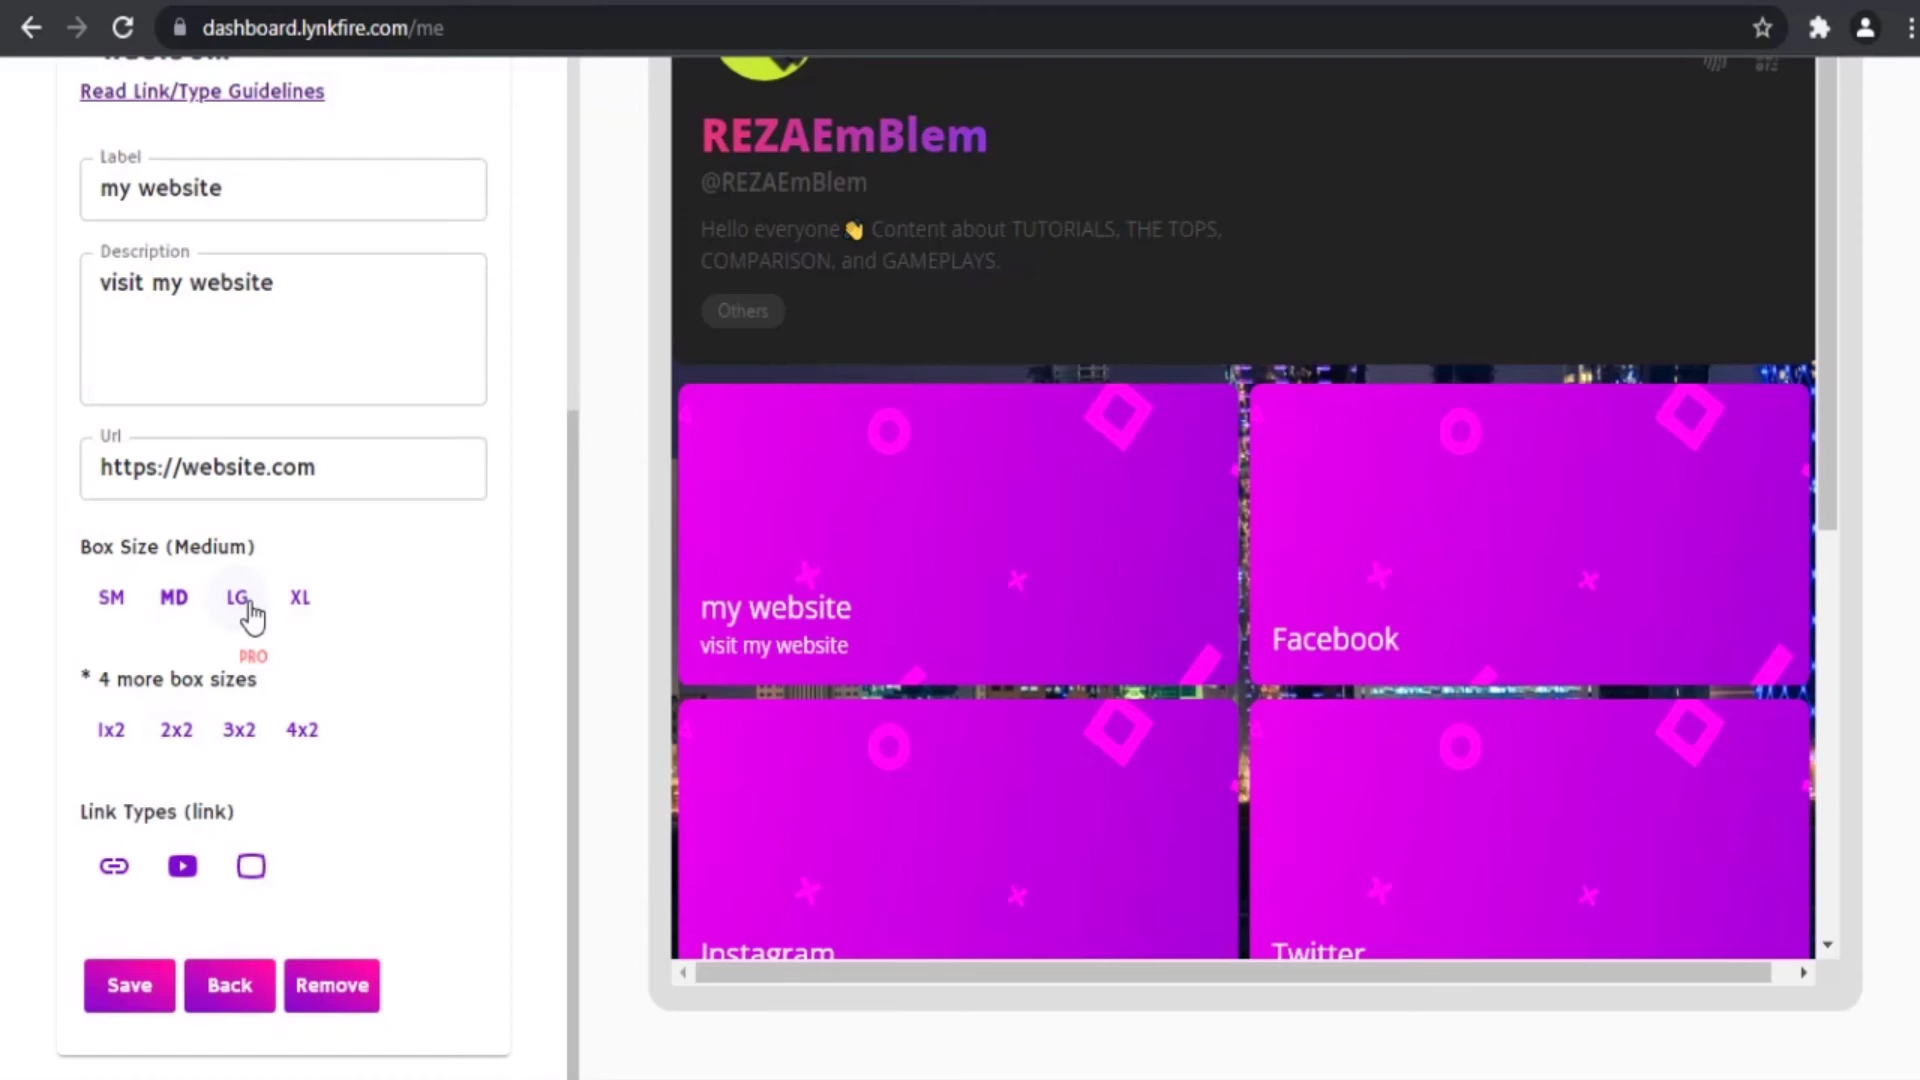 dashboard.lynkfire.com/me
Read Link/Type Guidelines
Label
my website
Description
visit my website
Url
https://website.com
Box Size (Medium)
SM MD LG XL
PRO
* 4 more box sizes
1x2 2x2 3x2 4x2
Link Types (link)
Save Back Remove
REZAEmBlem
@REZAEmBlem
Hello everyone👋 Content about TUTORIALS, THE TOPS,
COMPARISON, and GAMEPLAYS.
Others
my website
visit my website
Facebook
Instagram
Twitter